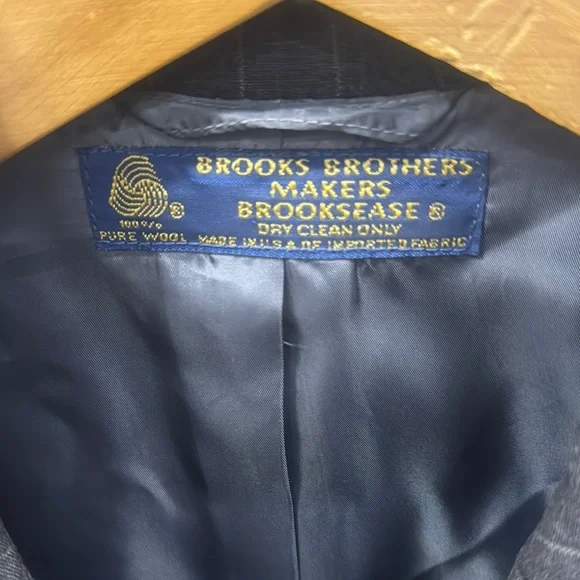 BROOKS BROTHERS
MAKERS
BROOKSEASE ®
DRY CLEAN ONLY
MADE IN U.S.A. OF IMPORTED FABRIC
®
100%
PURE WOOL